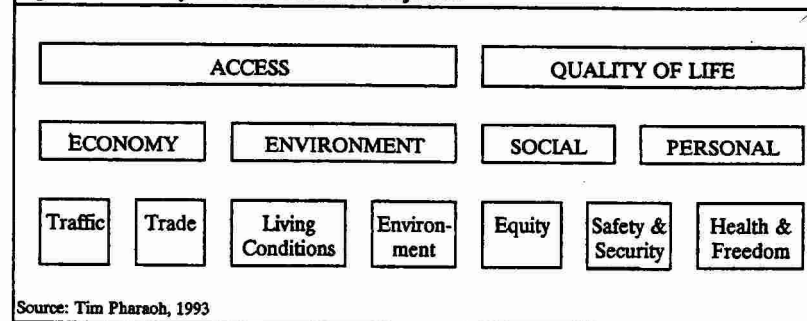 ACCESS QUALITY OF LIFE
ECONOMY ENVIRONMENT SOCIAL PERSONAL
Traffic Trade Living Environ- Equity Safety & Health &
Conditions ment Security Freedom
Source: Tim Pharaoh, 1993